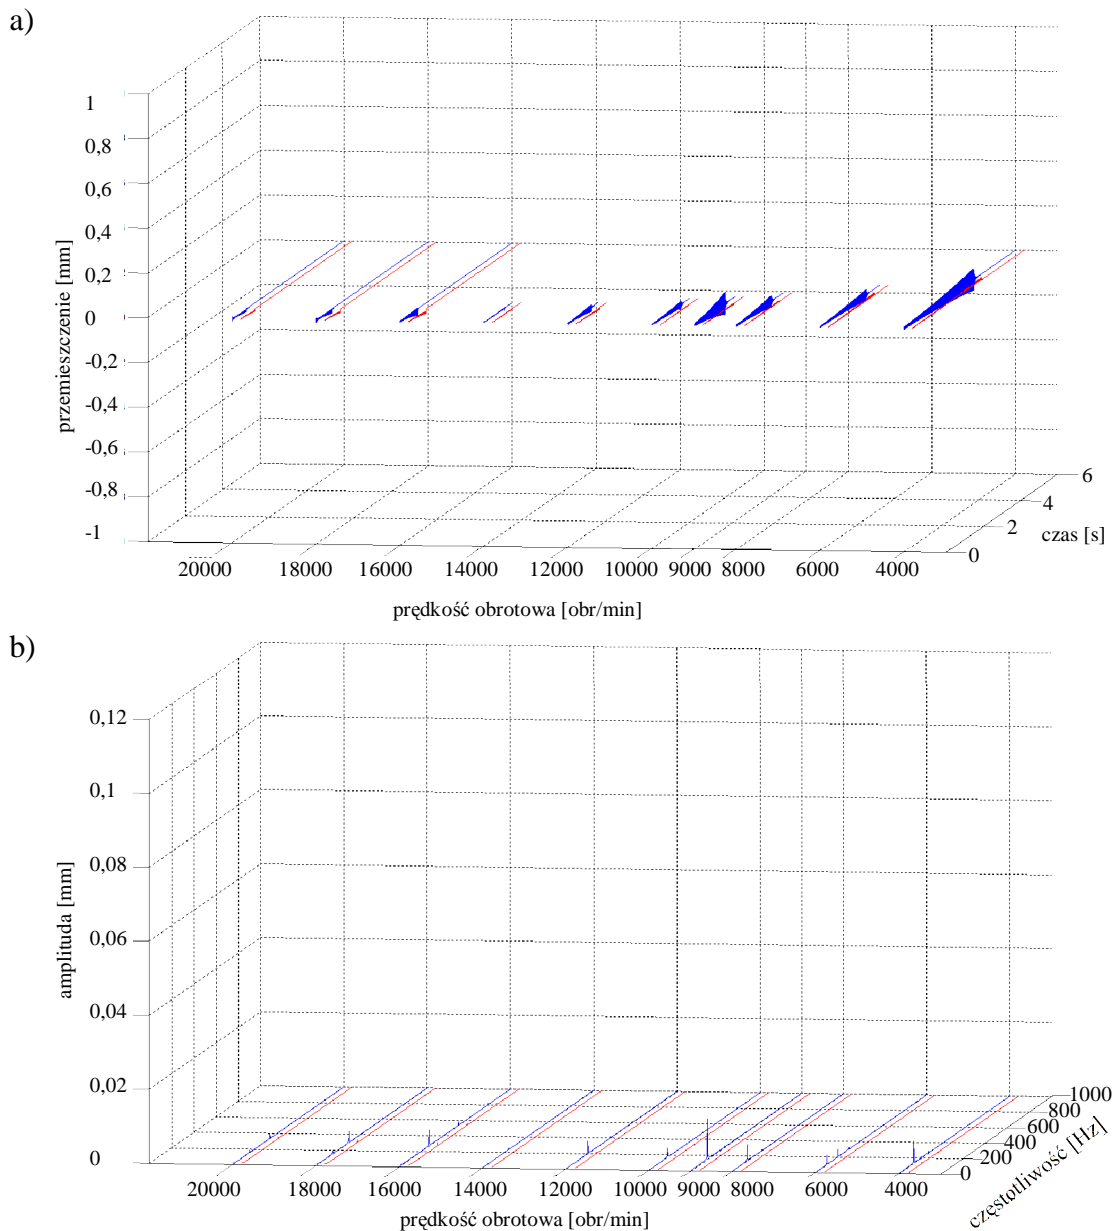 a)
1
0,8
0,6
0,4
0,2
0
-0,2
-0,4
-0,6
-0,8
-1
przemieszczenie [mm]
20000 18000 16000 14000 12000 10000 9000 8000 6000 4000
prędkość obrotowa [obr/min]
0 2 4 6
czas [s]
b)
0,12
0,1
0,08
0,06
0,04
0,02
0
amplituda [mm]
20000 18000 16000 14000 12000 10000 9000 8000 6000 4000
prędkość obrotowa [obr/min]
0 200 400 600 800 1000
częstotliwość [Hz]